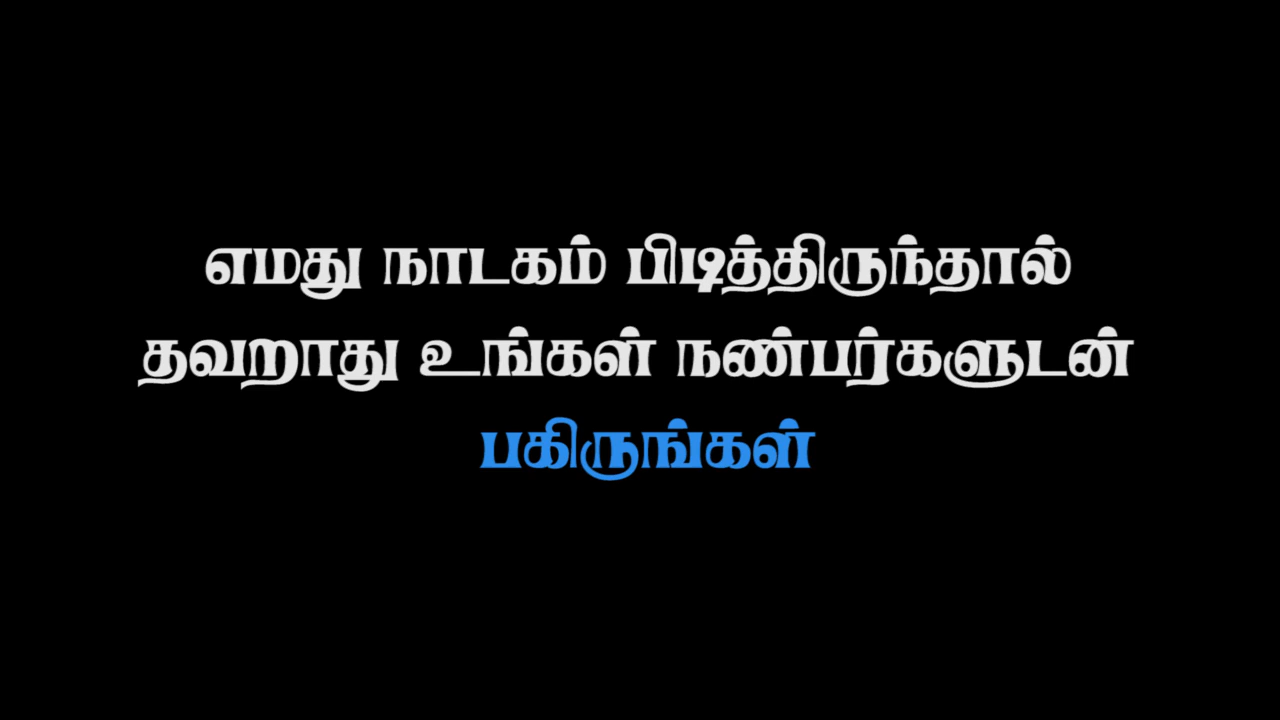 எமது நாடகம் பிடித்திருந்தால்
தவறாது உங்கள் நண்பர்களுடன்
பகிருங்கள்